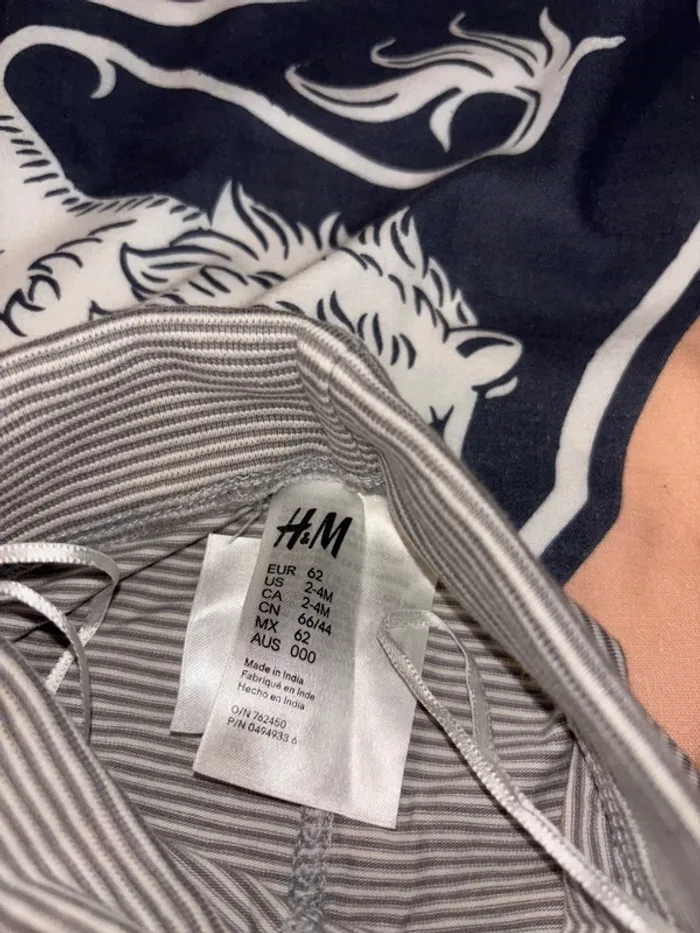 H&M
EUR 62
US 2-4M
CA 2-4M
CN 66/44
MX 62
AUS 000
Made in India
Fabriqué en Inde
Hecho en India
O/N 762450
P/N 0494933 6